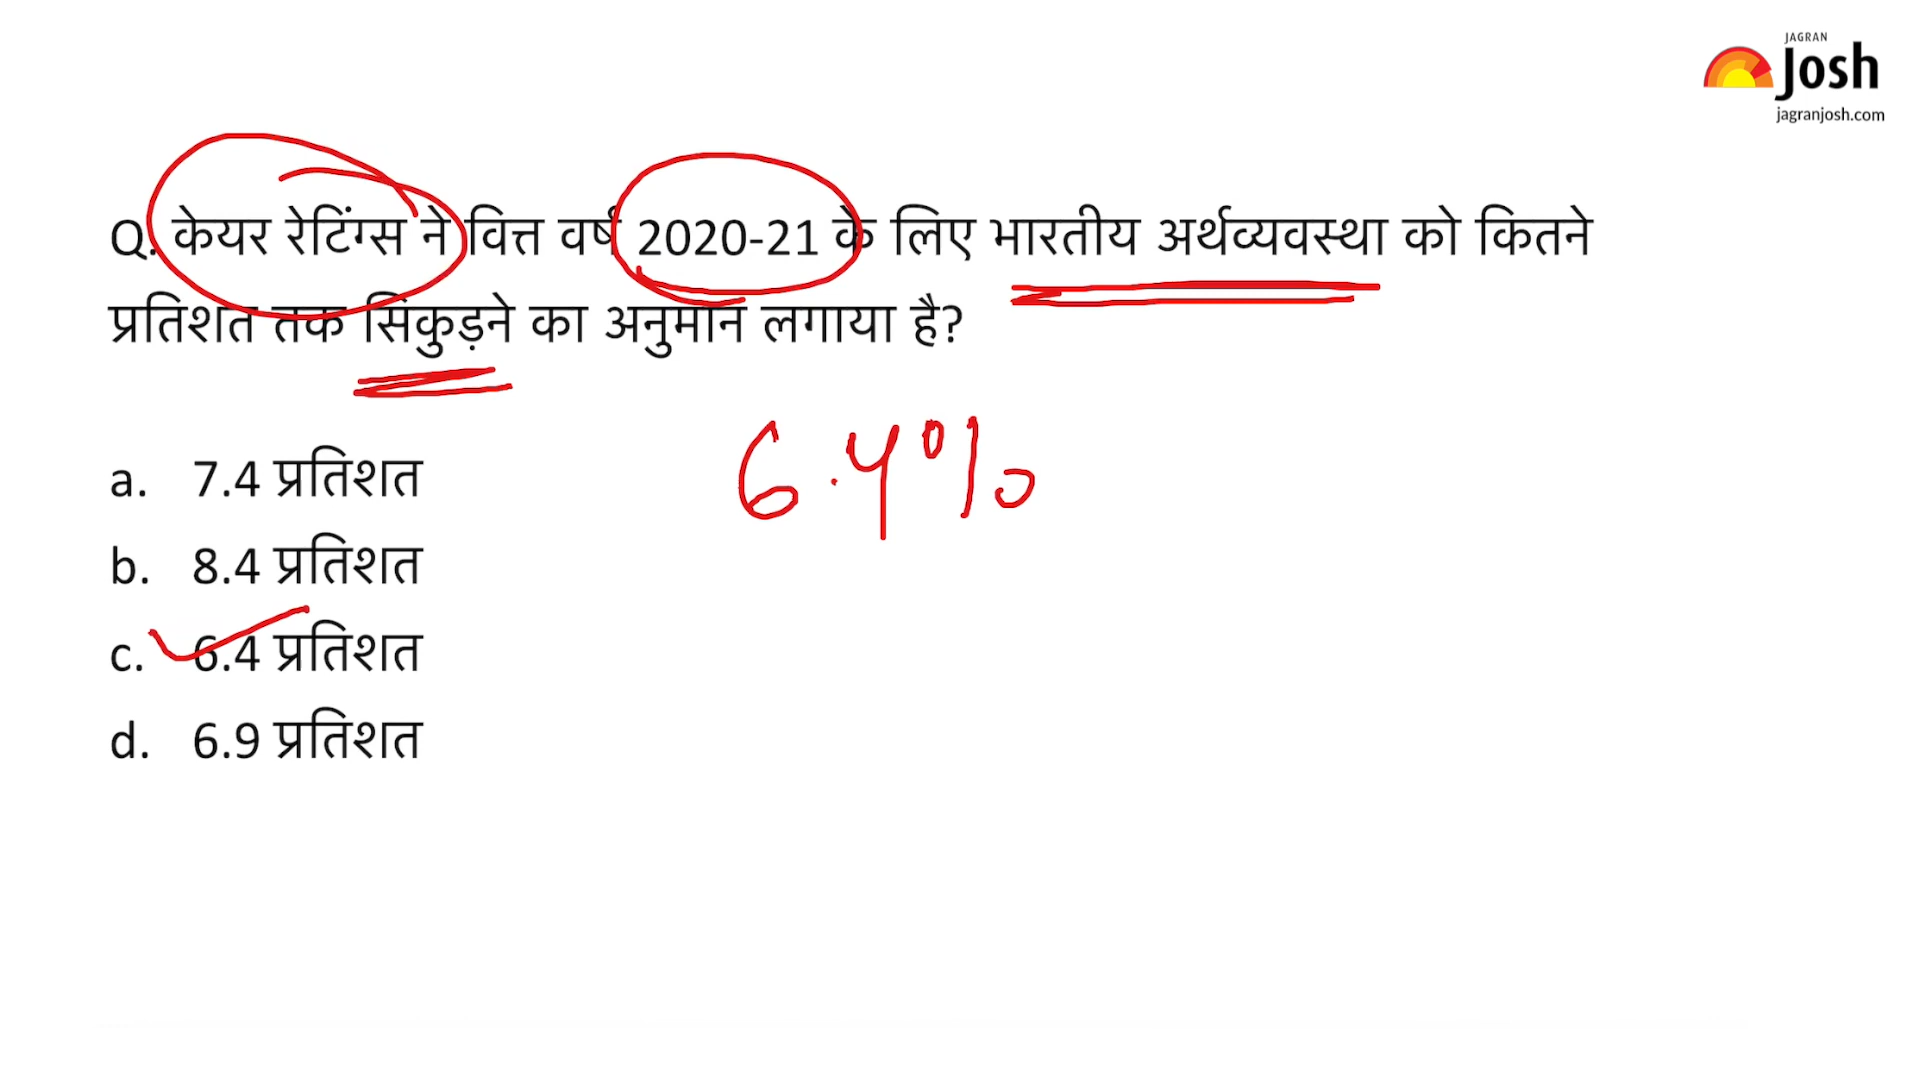 JAGRAN
Josh
jagranjosh.com
Q. केयर रेटिंग्स ने वित्त वर्ष 2020-21 के लिए भारतीय अर्थव्यवस्था को कितने
प्रतिशत तक सिकुड़ने का अनुमान लगाया है?
6.4%
a. 7.4 प्रतिशत
b. 8.4 प्रतिशत
c. 6.4 प्रतिशत
d. 6.9 प्रतिशत